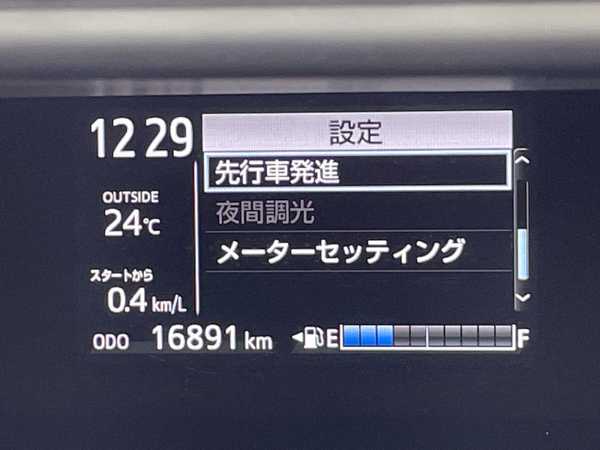 12 29
設定
先行車発進
夜間調光
メーターセッティング
OUTSIDE
24℃
スタートから
0.4 km/L
ODO 16891 km
E F